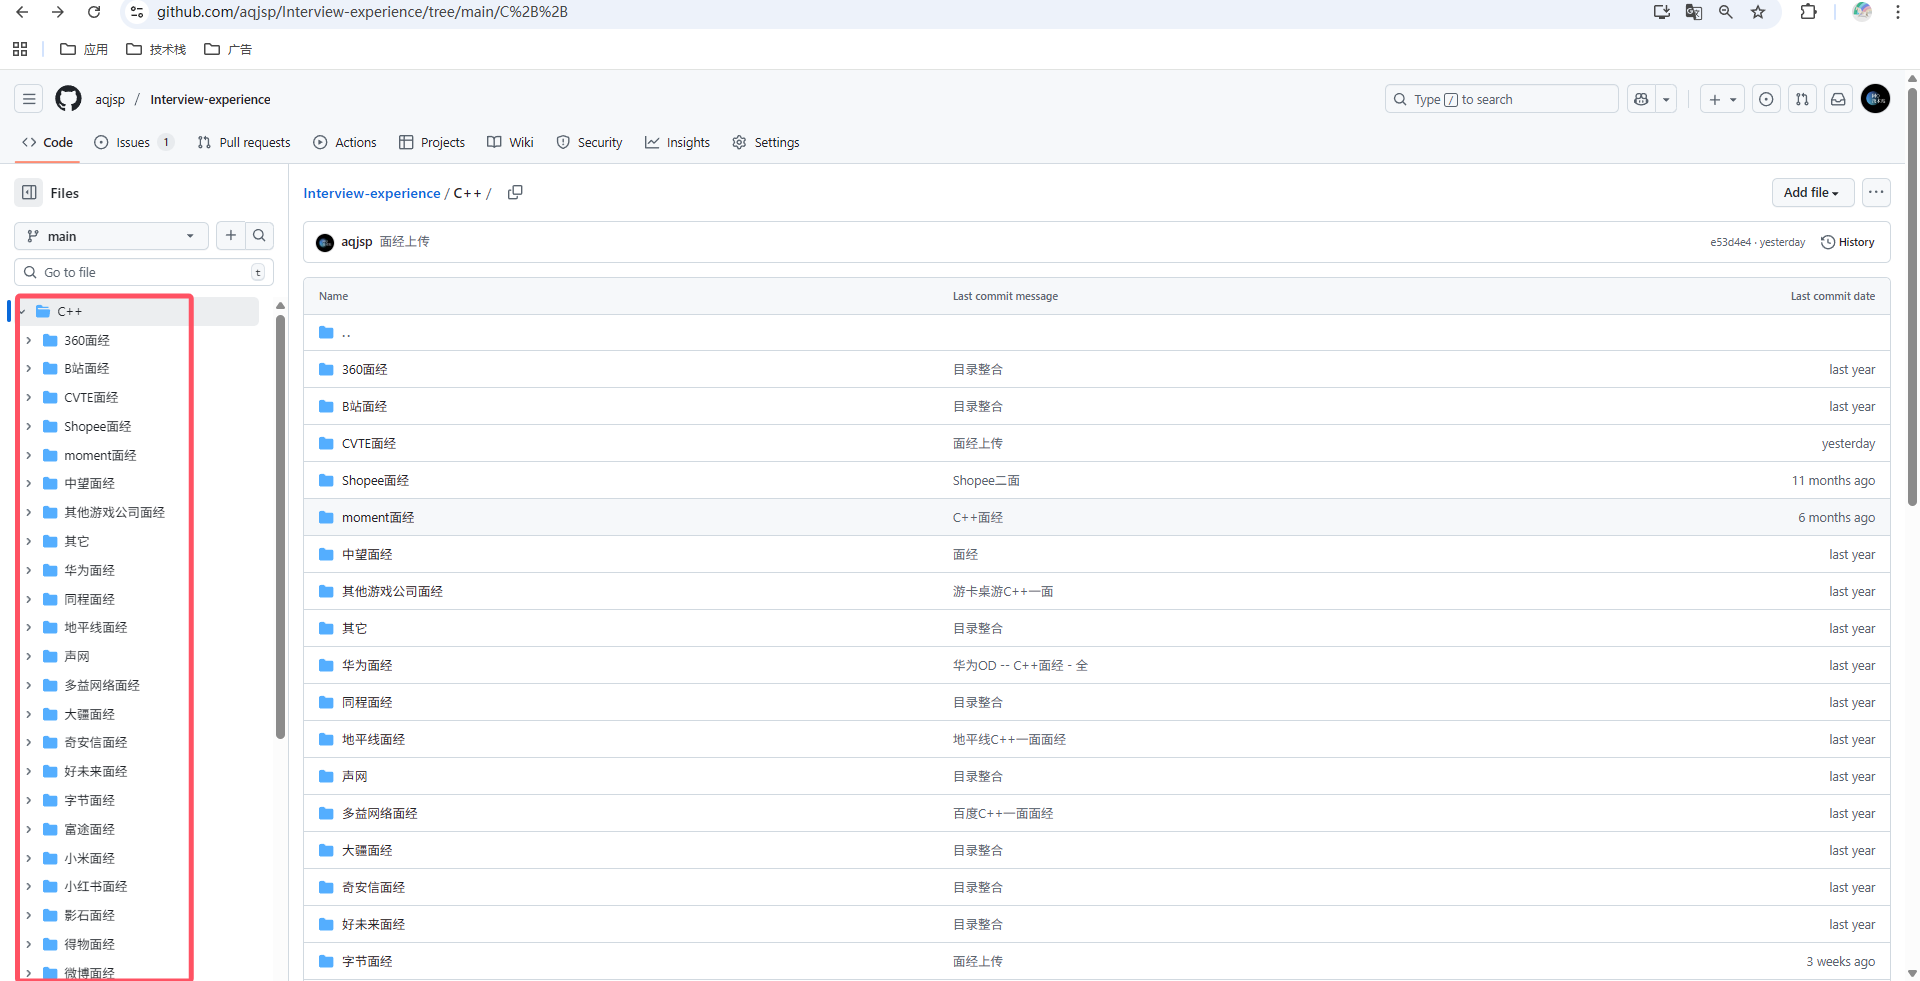 github.com/aqjsp/Interview-experience/tree/main/C%2B%2B
应用 技术栈 广告
aqjsp / Interview-experience
Type / to search
Code Issues 1 Pull requests Actions Projects Wiki Security Insights Settings
Files
main
Go to file t
C++
360面经
B站面经
CVTE面经
Shopee面经
moment面经
中望面经
其他游戏公司面经
其它
华为面经
同程面经
地平线面经
声网
多益网络面经
大疆面经
奇安信面经
好未来面经
字节面经
富途面经
小米面经
小红书面经
影石面经
得物面经
微博面经
Interview-experience / C++ /
Add file
aqjsp 面经上传
e53d4e4 · yesterday
History
Name Last commit message Last commit date
..
360面经 目录整合 last year
B站面经 目录整合 last year
CVTE面经 面经上传 yesterday
Shopee面经 Shopee二面 11 months ago
moment面经 C++面经 6 months ago
中望面经 面经 last year
其他游戏公司面经 游卡桌游C++一面 last year
其它 目录整合 last year
华为面经 华为OD -- C++面经 - 全 last year
同程面经 目录整合 last year
地平线面经 地平线C++一面面经 last year
声网 目录整合 last year
多益网络面经 百度C++一面面经 last year
大疆面经 目录整合 last year
奇安信面经 目录整合 last year
好未来面经 目录整合 last year
字节面经 面经上传 3 weeks ago